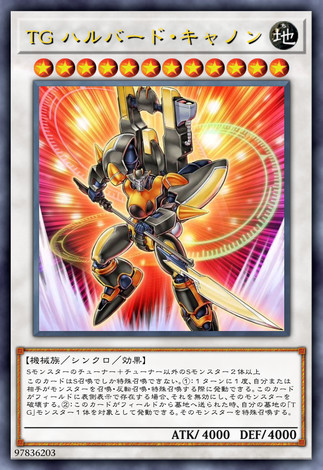 TG ハルバード・キャノン
地
【機械族／シンクロ／効果】
Sモンスターのチューナー＋チューナー以外のSモンスター２体以上
このカードはS召喚でしか特殊召喚できない。①：１ターンに１度、自分または
相手がモンスターを召喚・反転召喚・特殊召喚する際に発動できる。このカード
がフィールドに表側表示で存在する場合、それを無効にし、そのモンスターを
破壊する。②：このカードがフィールドから墓地へ送られた時、自分の墓地の「T
G」モンスター１体を対象として発動できる。そのモンスターを特殊召喚する。
ATK/ 4000 DEF/ 4000
97836203